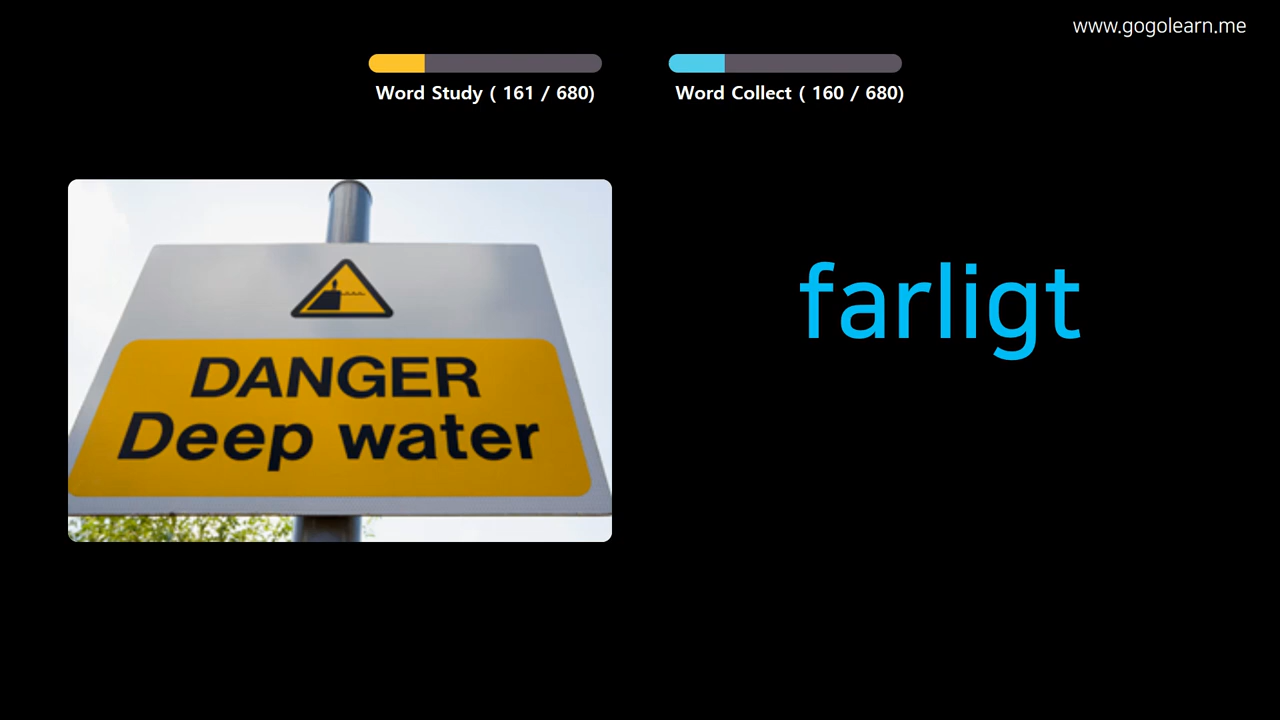 www.gogolearn.me
Word Study ( 161 / 680)
Word Collect ( 160 / 680)
DANGER
Deep water
farligt